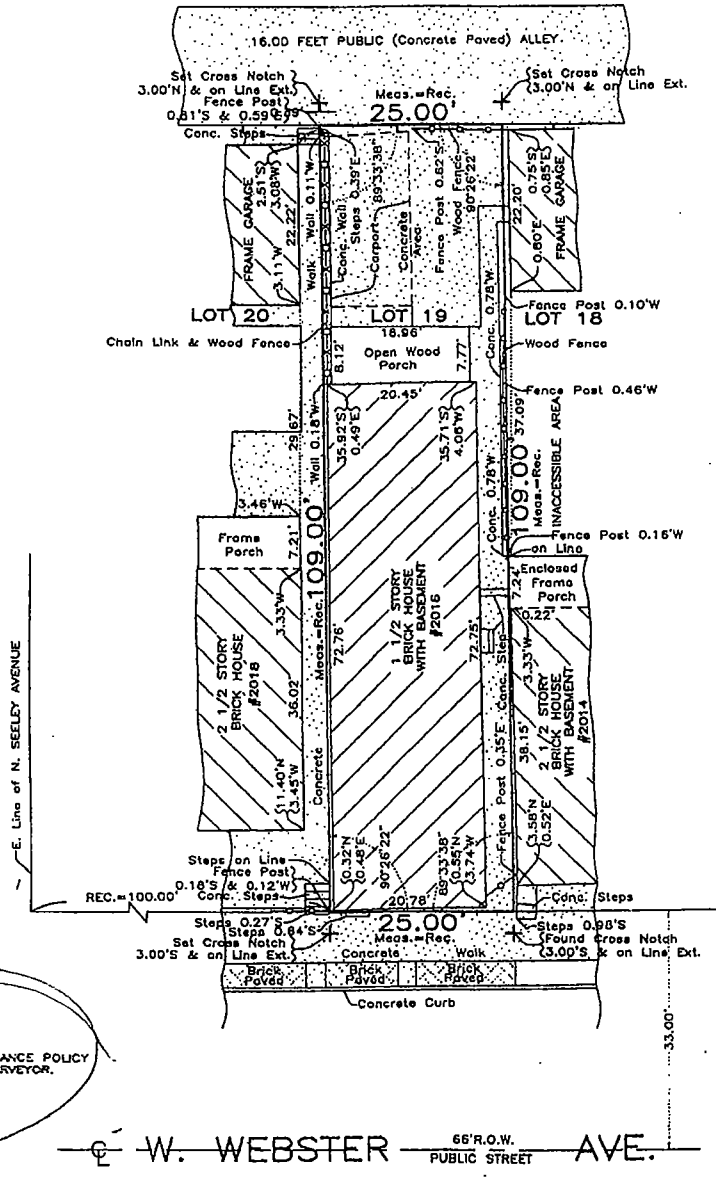 16.00 FEET PUBLIC (Concrete Paved) ALLEY
Set Cross Notch
3.00'N & on Line Ext.
Fence Post
0.81'S & 0.59'E
Conc. Steps
Meas.=Rec.
25.00'
Set Cross Notch
3.00'N & on Line Ext.
FRAME GARAGE
2.51'S
3.08'W
22.22'
3.11'W
Walk
Wall 0.11'W
Conc. Wall
Steps 0.39'E
Carport
89°33'38"
Concrete
Area
Fence Post 0.62'S
Wood Fence
90°26'22"
22.20'
0.75'S
0.85'E
FRAME GARAGE
0.80'E
Conc. 0.78'W
Fence Post 0.10'W
LOT 20
LOT 19
LOT 18
Chain Link & Wood Fence
18.96'
Open Wood
Porch
8.12'
7.77'
Wood Fence
20.45'
Fence Post 0.46'W
29.67'
Wall 0.18'W
35.92'S
0.49'E
35.71'S
4.06'W
37.09'
INACCESSIBLE AREA
109.00'
Meas.=Rec.
Conc. 0.78'W
3.46'W
Frame
Porch
7.21'
109.00'
Meas.=Rec.
Fence Post 0.16'W
on Line
Enclosed
Frame
Porch
7.24'
0.22'
3.33'W
3.33'W
E. Line of N. SEELEY AVENUE
2 1/2 STORY
BRICK HOUSE
#2018
36.02'
11.40'N
3.45'W
Concrete
72.76'
1 1/2 STORY
BRICK HOUSE
WITH BASEMENT
#2016
72.75'
Conc. Step
Fence Post 0.35'E
38.15'
2 1/2 STORY
BRICK HOUSE
WITH BASEMENT
#2014
Steps on Line
Fence Post
0.18'S & 0.12'W
Conc. Steps
0.32'N
0.48'E
90°26'22"
89°33'38"
0.55'N
3.74'W
3.58'N
0.52'E
20.78'
REC.=100.00'
Conc. Steps
Steps 0.27'S
Steps 0.84'S
Set Cross Notch
3.00'S & on Line Ext.
25.00'
Meas.=Rec.
Steps 0.98'S
Found Cross Notch
3.00'S & on Line Ext.
Concrete Walk
Brick
Paved
Brick
Paved
Brick
Paved
Concrete Curb
33.00'
ANCE POLICY
RVEYOR.
CL W. WEBSTER 66'R.O.W. PUBLIC STREET AVE.